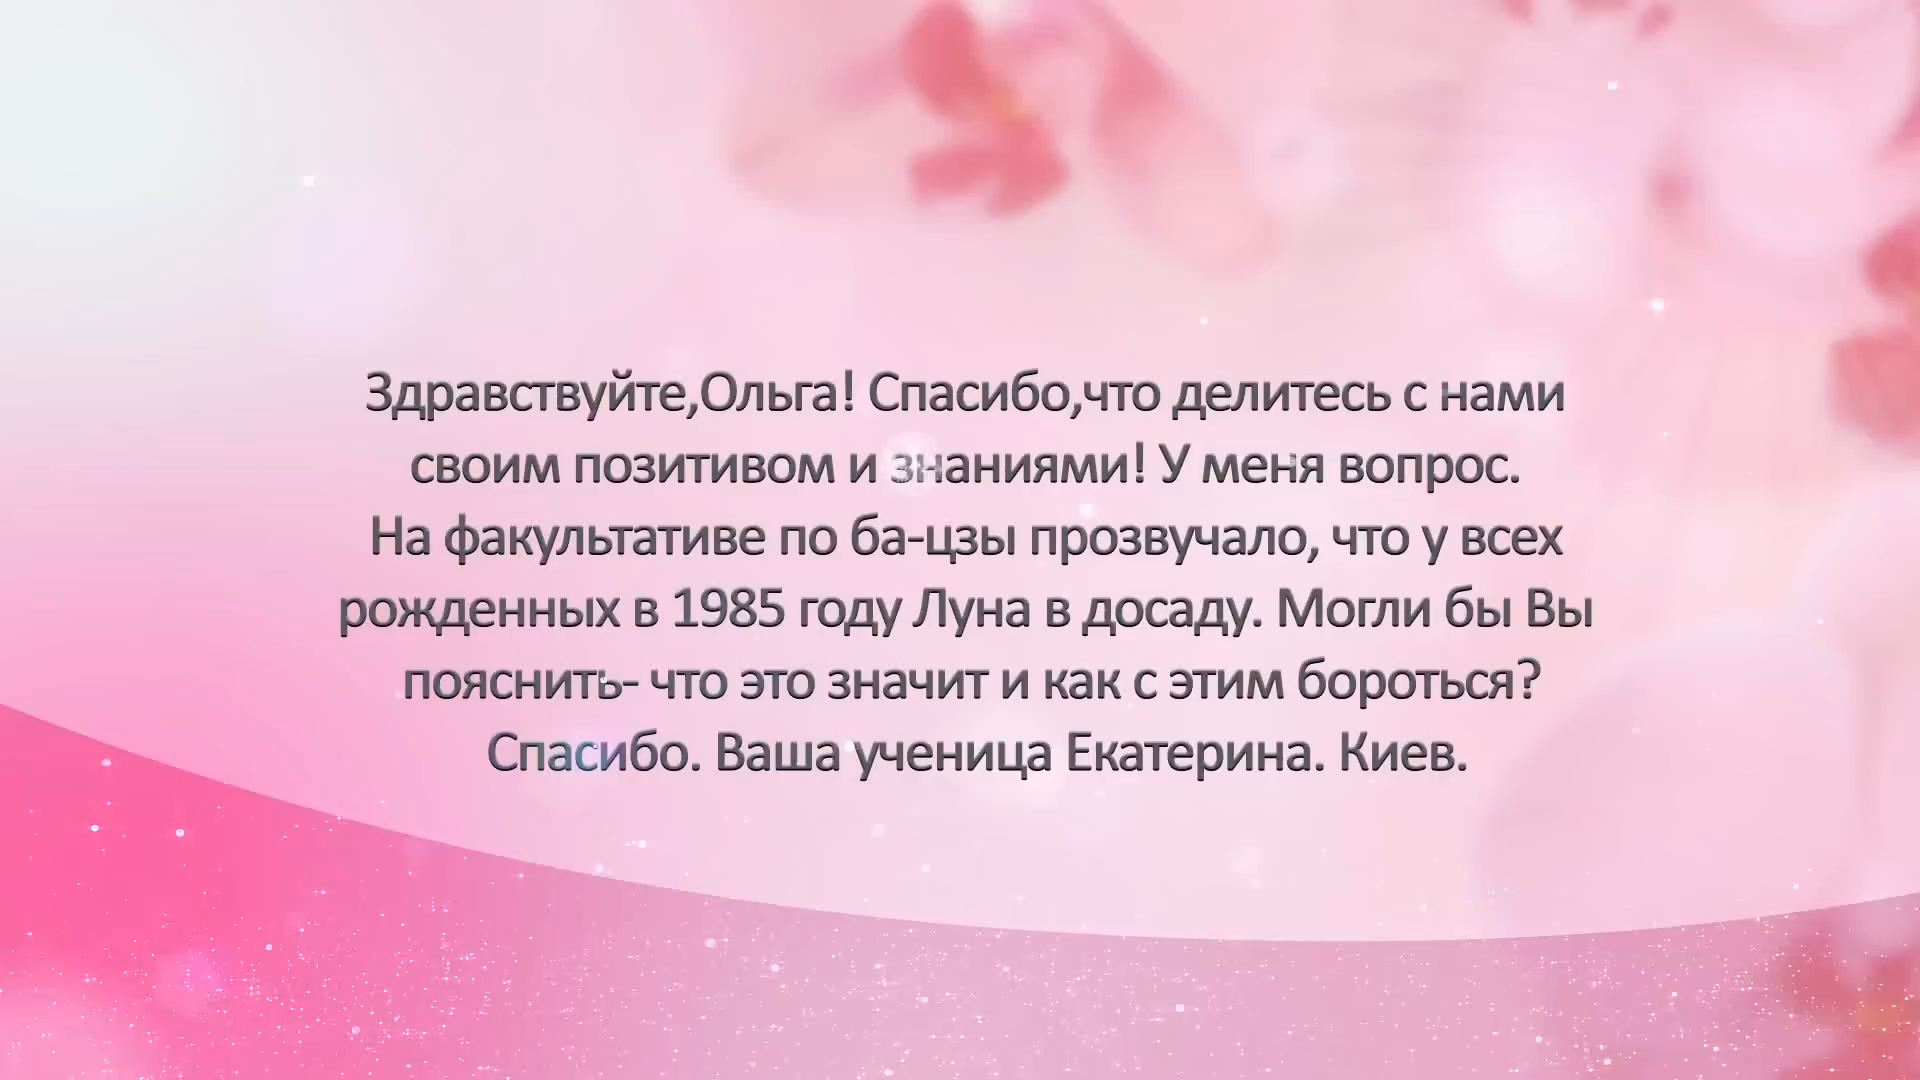 Здравствуйте,Ольга! Спасибо,что делитесь с нами
своим позитивом и знаниями! У меня вопрос.
На факультативе по ба-цзы прозвучало, что у всех
рожденных в 1985 году Луна в досаду. Могли бы Вы
пояснить- что это значит и как с этим бороться?
Спасибо. Ваша ученица Екатерина. Киев.